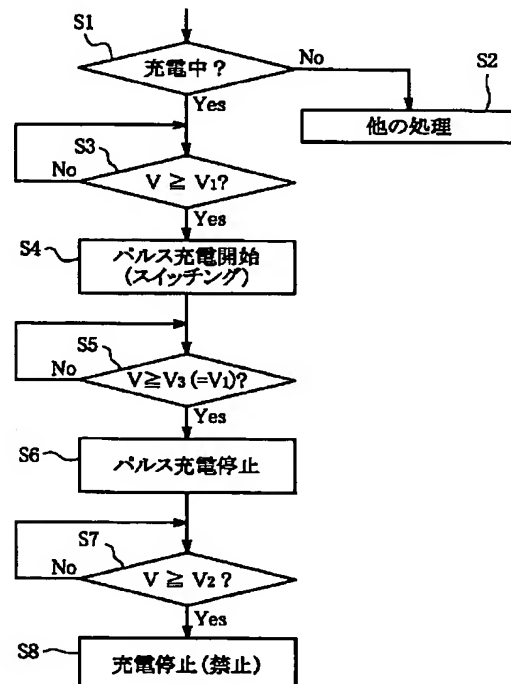 S1
充電中?
No
S2
Yes
他の処理
S3
No
V ≧ V1?
Yes
S4
パルス充電開始
(スイッチング)
S5
No
V≧V3 (=V1)?
Yes
S6
パルス充電停止
S7
No
V ≧ V2 ?
Yes
S8
充電停止(禁止)